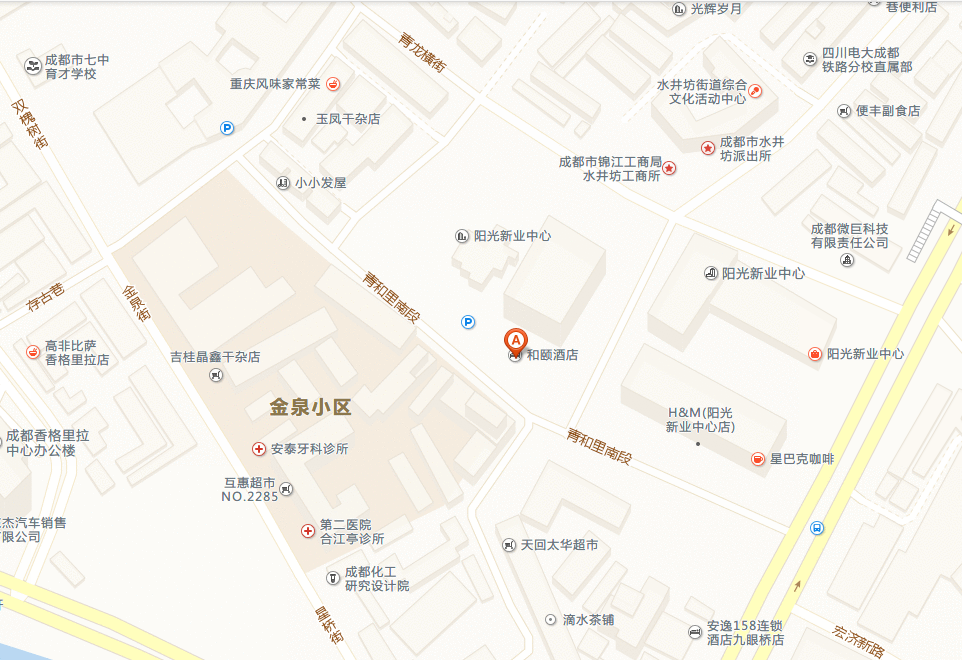 光辉岁月
巷便利店
青龙横街
成都市七中
育才学校
四川电大成都
铁路分校直属部
重庆风味家常菜
水井坊街道综合
文化活动中心
双槐树街
P
玉凤干杂店
便丰副食店
成都市水井
坊派出所
成都市锦江工商局
水井坊工商所
小小发屋
成都微巨科技
有限责任公司
阳光新业中心
阳光新业中心
青和里南段
存古巷
金泉街
P
A
和颐酒店
高非比萨
香格里拉店
吉桂晶鑫干杂店
阳光新业中心
金泉小区
H&M(阳光
新业中心店)
成都香格里拉
中心办公楼
安泰牙科诊所
青和里南段
星巴克咖啡
互惠超市
NO.2285
杰汽车销售
限公司
第二医院
合江亭诊所
天回太华超市
成都化工
研究设计院
星桥街
滴水茶铺
安逸158连锁
酒店九眼桥店
宏济新路